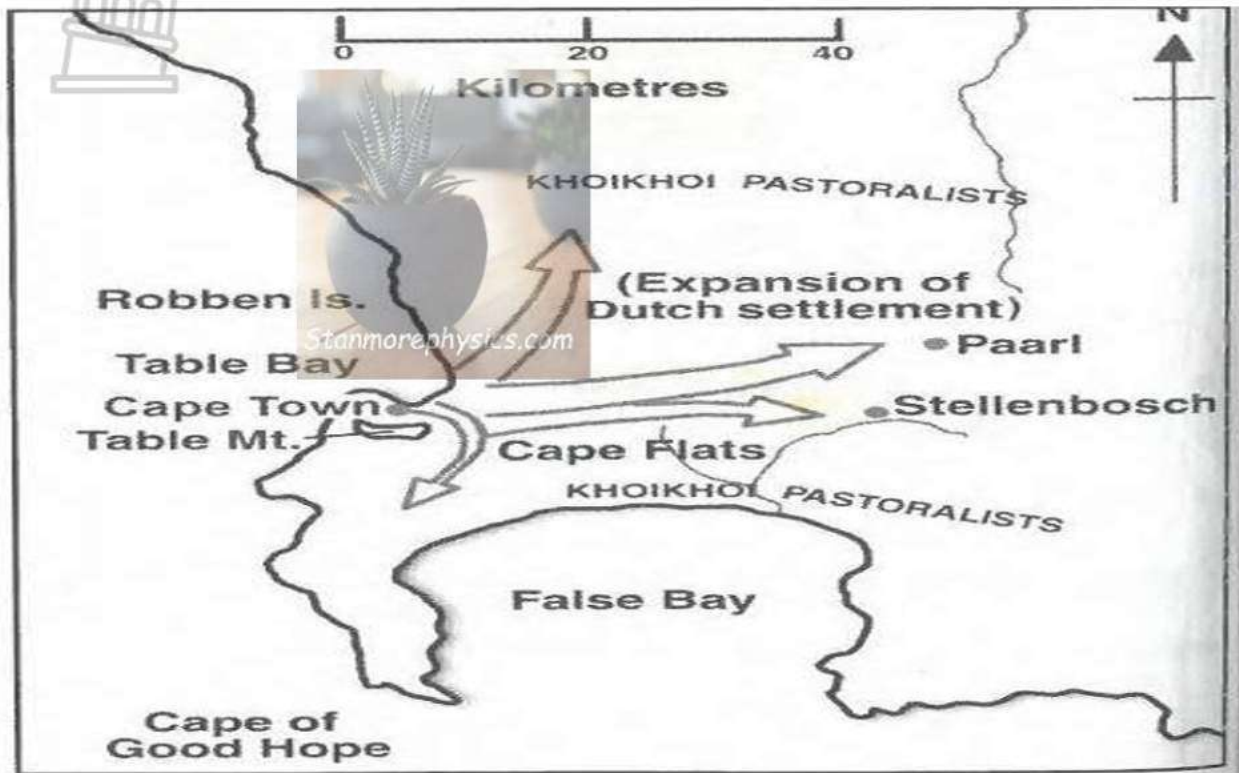 N
0 20 40
Kilometres
KHOIKHOI PASTORALISTS
(Expansion of
Dutch settlement)
Robben Is.
Stanmorephysics.com
Paarl
Table Bay
Cape Town
Stellenbosch
Table Mt.
Cape Flats
KHOIKHOI PASTORALISTS
False Bay
Cape of
Good Hope